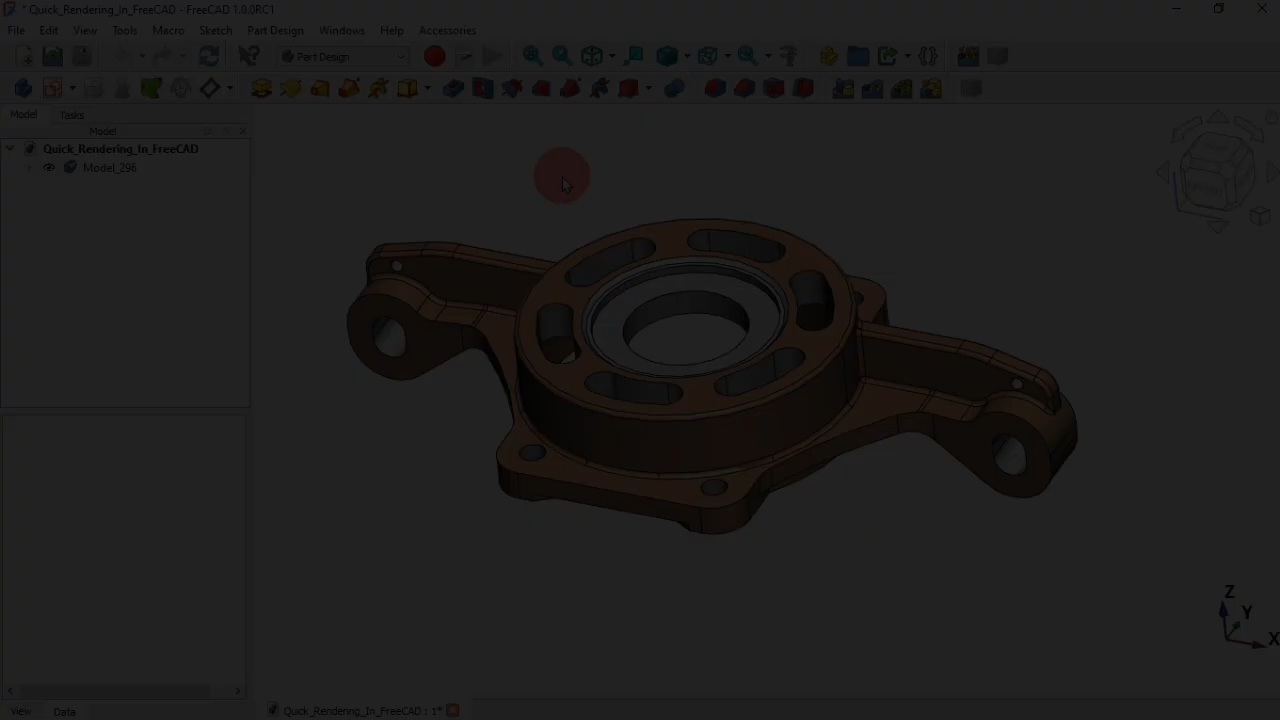 * Quick_Rendering_In_FreeCAD - FreeCAD 1.0.0RC1
File Edit View Tools Macro Sketch Part Design Windows Help Accessories
Part Design
Model Tasks
Model
Quick_Rendering_In_FreeCAD
Model_296
Z
Y
X
View Data
Quick_Rendering_In_FreeCAD : 1*